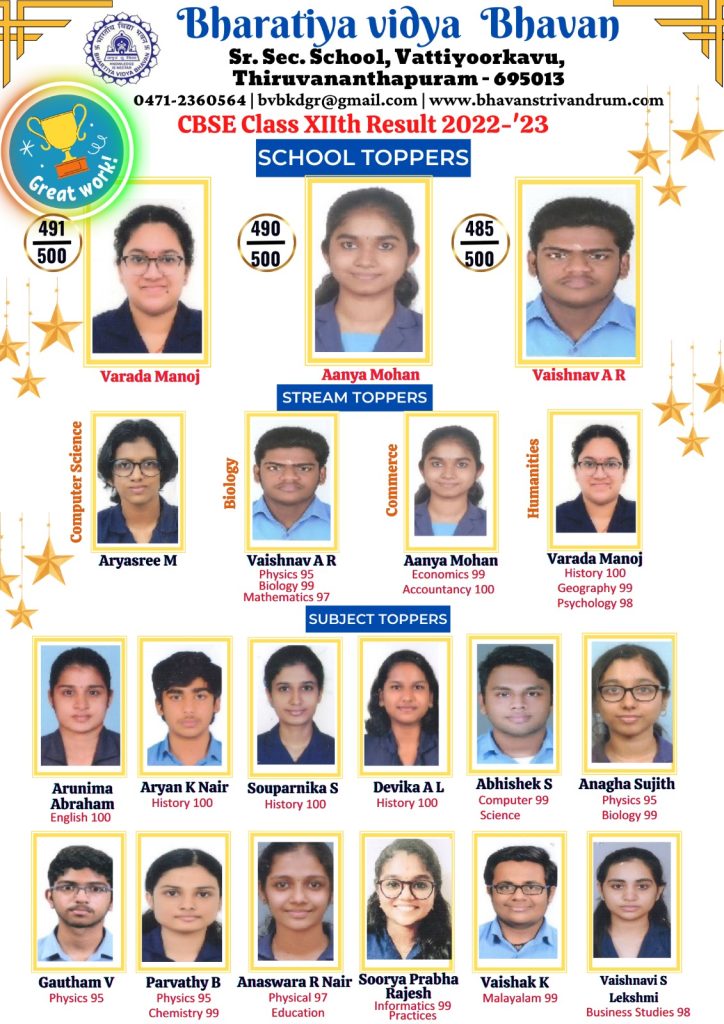 Bharatiya vidya Bhavan
Sr. Sec. School, Vattiyoorkavu,
Thiruvananthapuram - 695013
0471-2360564 | bvbkdgr@gmail.com | www.bhavanstrivandrum.com
CBSE Class XIIth Result 2022-'23
Great work!
SCHOOL TOPPERS
491
500
Varada Manoj
490
500
Aanya Mohan
485
500
Vaishnav A R
STREAM TOPPERS
Computer Science
Aryasree M
Biology
Vaishnav A R
Physics 95
Biology 99
Mathematics 97
Commerce
Aanya Mohan
Economics 99
Accountancy 100
Humanities
Varada Manoj
History 100
Geography 99
Psychology 98
SUBJECT TOPPERS
Arunima
Abraham
English 100
Aryan K Nair
History 100
Souparnika S
History 100
Devika A L
History 100
Abhishek S
Computer 99
Science
Anagha Sujith
Physics 95
Biology 99
Gautham V
Physics 95
Parvathy B
Physics 95
Chemistry 99
Anaswara R Nair
Physical 97
Education
Soorya Prabha
Rajesh
Informatics 99
Practices
Vaishak K
Malayalam 99
Vaishnavi S
Lekshmi
Business Studies 98